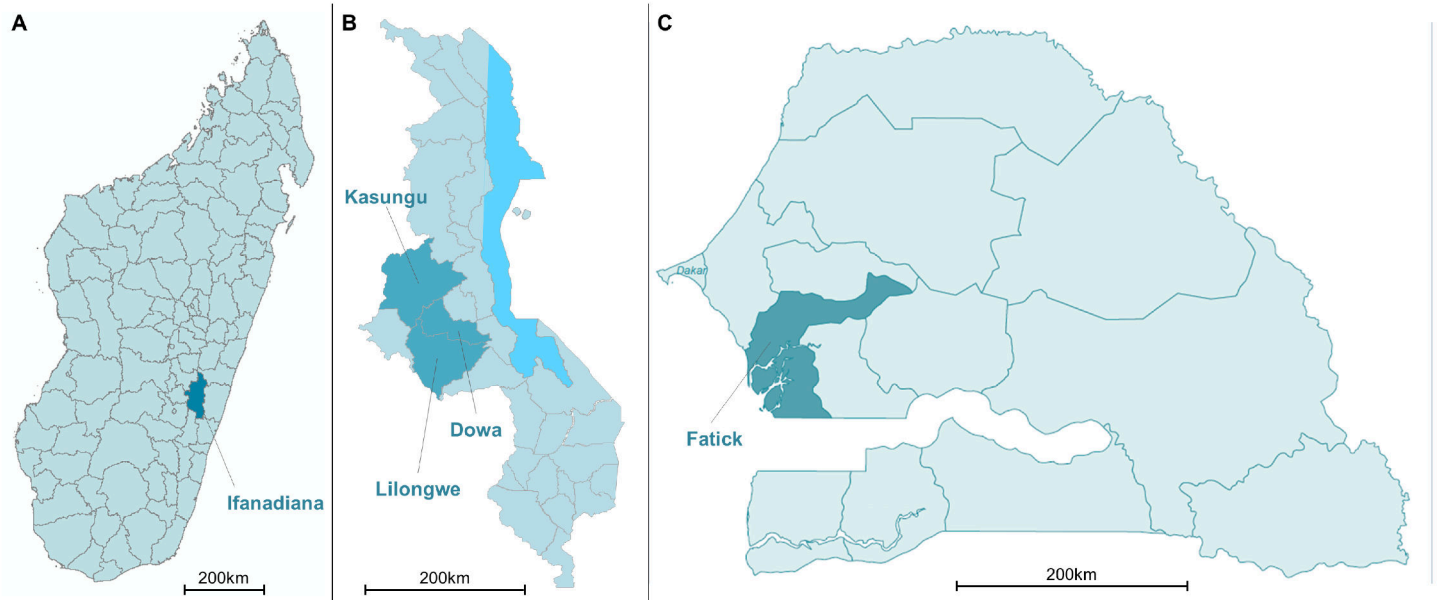 A
Ifanadiana
200km
B
Kasungu
Dowa
Lilongwe
200km
C
Dakar
Fatick
200km